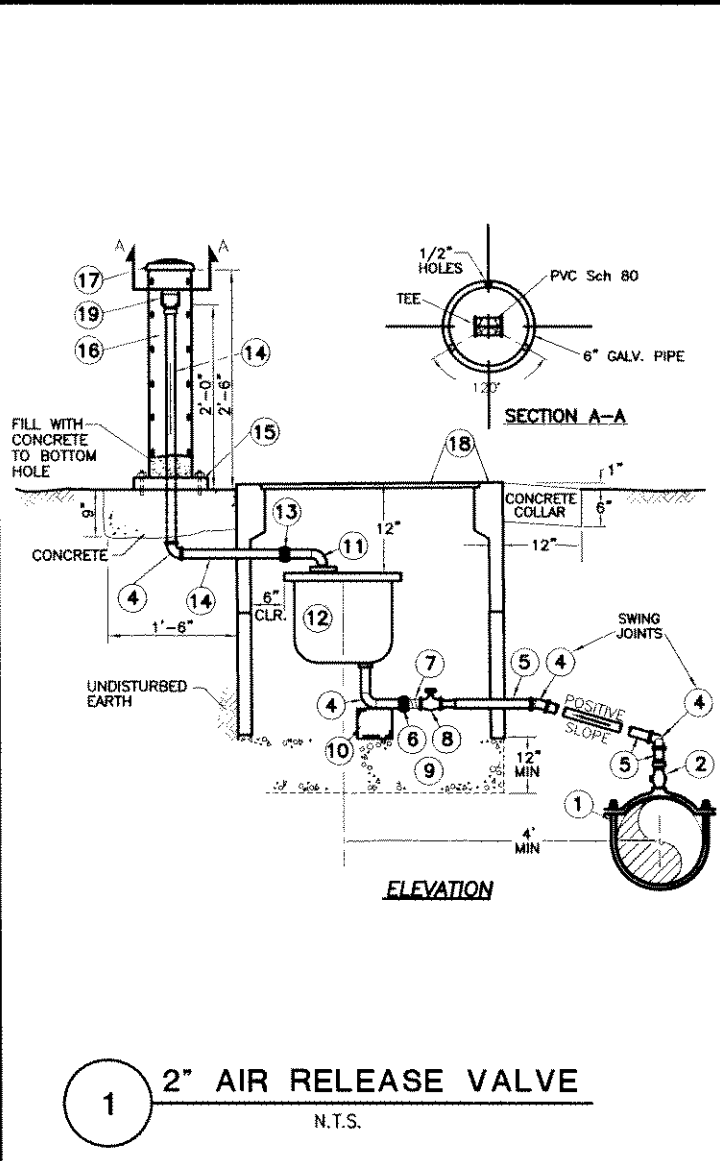 A
A
17
19
16
14
2'-0"
2'-6"
15
FILL WITH
CONCRETE
TO BOTTOM
HOLE
9"
CONCRETE
4
14
1'-6"
13
11
6"
CLR.
12
12"
18
1"
CONCRETE
COLLAR
6"
12"
1/2"
HOLES
PVC Sch 80
TEE
6" GALV. PIPE
120°
SECTION A-A
UNDISTURBED
EARTH
4
10
6
7
8
9
5
4
SWING
JOINTS
POSITIVE
SLOPE
4
5
2
1
12"
MIN
4'
MIN
ELEVATION
1
2" AIR RELEASE VALVE
N.T.S.